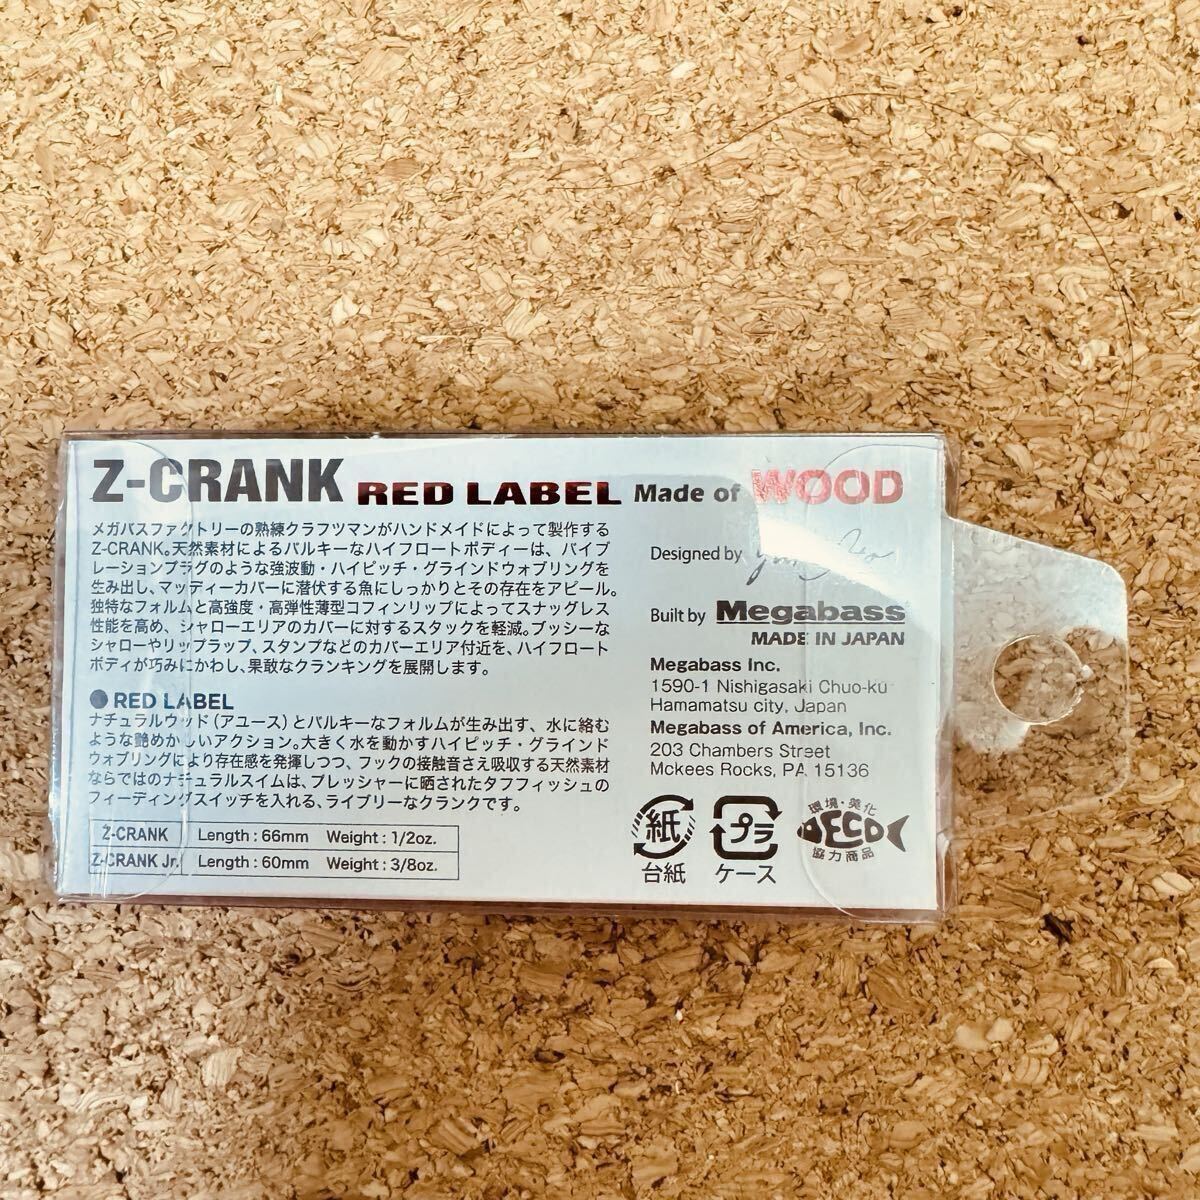 Z-CRANK RED LABEL Made of WOOD
メガバスファクトリーの熟練クラフツマンがハンドメイドによって製作する
Z-CRANK。天然素材によるバルキーなハイフロートボディーは、バイブ
レーションプラグのような強波動・ハイピッチ・グラインドウォブリングを
生み出し、マッディーカバーに潜伏する魚にしっかりとその存在をアピール。
独特なフォルムと高強度・高弾性薄型コフィンリップによってスナッグレス
性能を高め、シャローエリアのカバーに対するスタックを軽減。ブッシーな
シャローやリップラップ、スタンプなどのカバーエリア付近を、ハイフロート
ボディが巧みにかわし、果敢なクランキングを展開します。
● RED LABEL
ナチュラルウッド(アユース)とバルキーなフォルムが生み出す、水に絡む
ような艶めかしいアクション。大きく水を動かすハイピッチ・グラインド
ウォブリングにより存在感を発揮しつつ、フックの接触音さえ吸収する天然素材
ならではのナチュラルスイムは、プレッシャーに晒されたタフフィッシュの
フィーディングスイッチを入れる、ライブリーなクランクです。
Z-CRANK Length : 66mm Weight : 1/2oz.
Z-CRANK Jr. Length : 60mm Weight : 3/8oz.
Designed by
Built by Megabass
MADE IN JAPAN
Megabass Inc.
1590-1 Nishigasaki Chuo-ku
Hamamatsu city, Japan
Megabass of America, Inc.
203 Chambers Street
Mckees Rocks, PA 15136
紙
台紙
プラ
ケース
環境・美化
ECO
協力商品